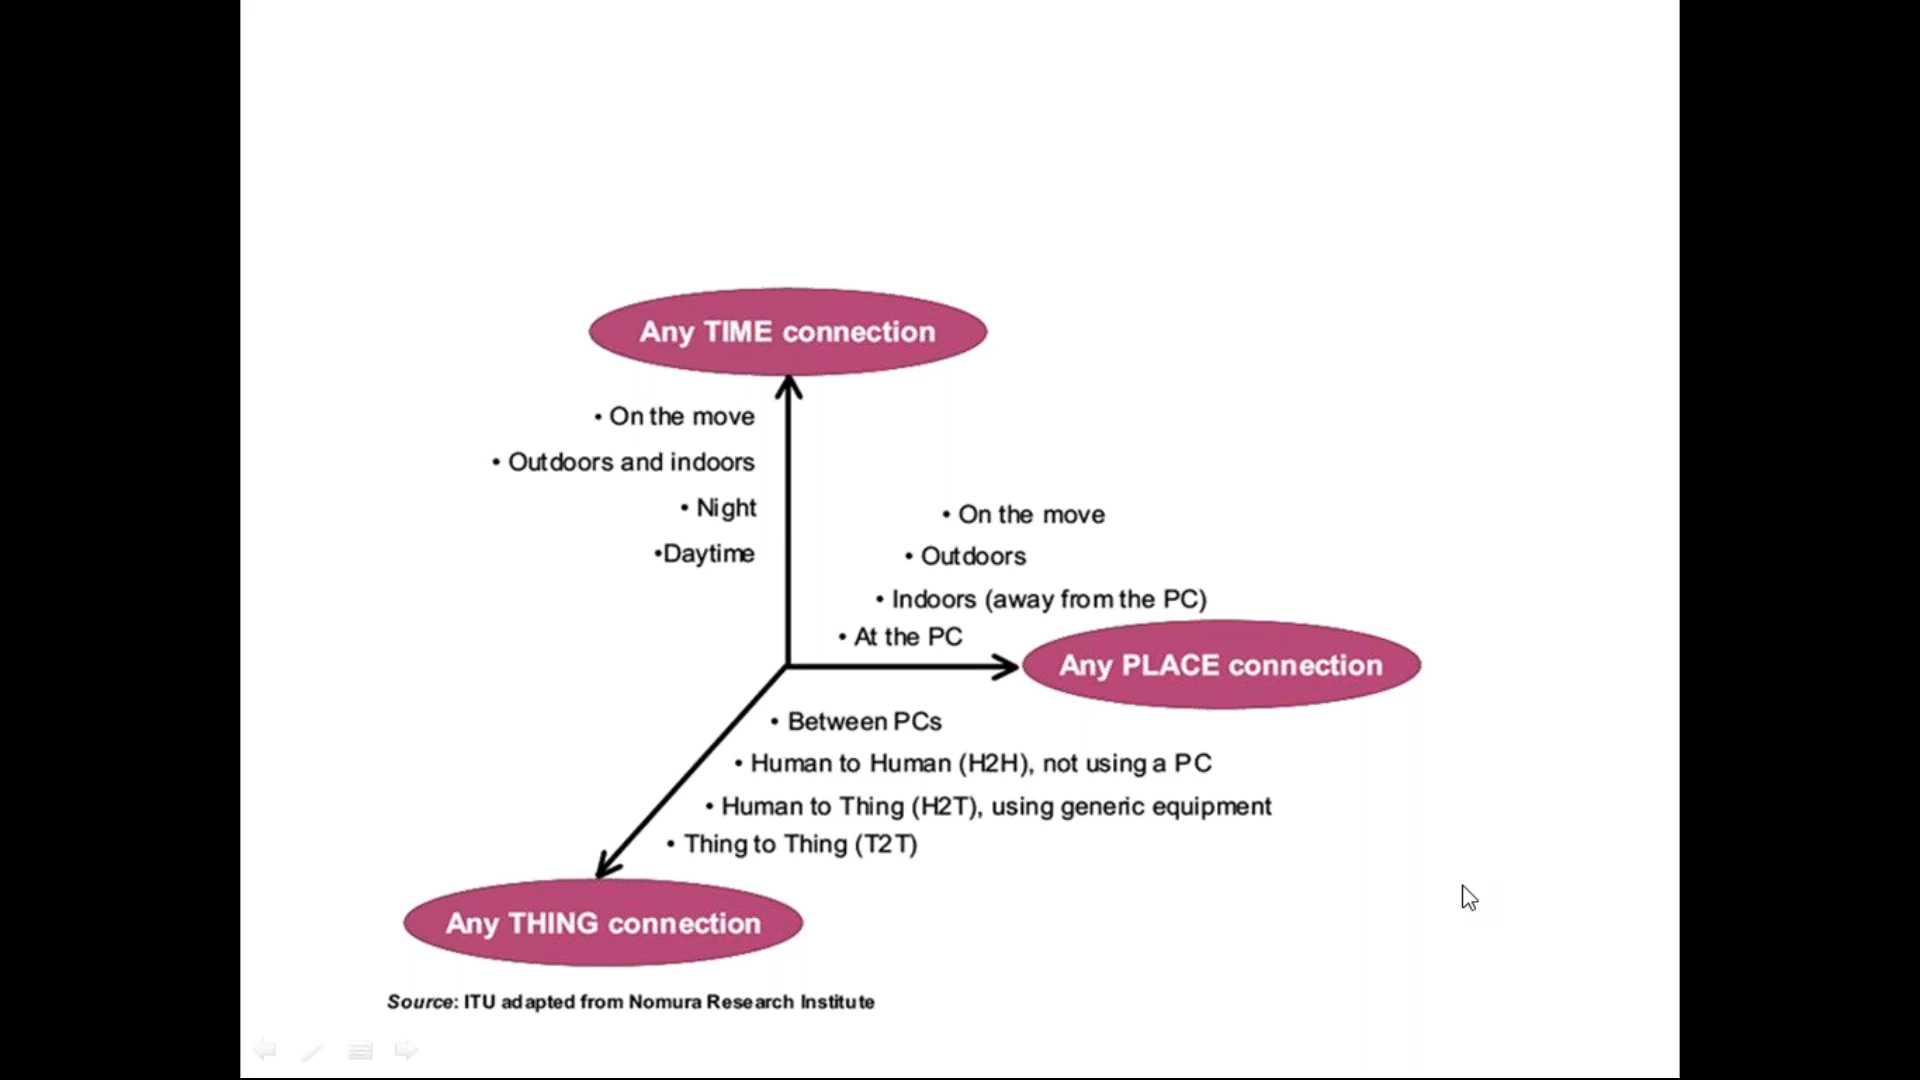 Any TIME connection
• On the move
• Outdoors and indoors
• Night
•Daytime
• On the move
• Outdoors
• Indoors (away from the PC)
• At the PC
Any PLACE connection
• Between PCs
• Human to Human (H2H), not using a PC
• Human to Thing (H2T), using generic equipment
• Thing to Thing (T2T)
Any THING connection
Source: ITU adapted from Nomura Research Institute